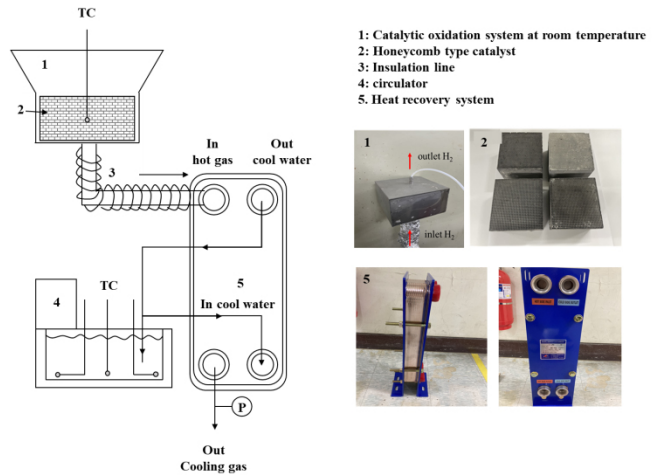 TC
1
2
3
In
hot gas
Out
cool water
4
TC
5
In cool water
P
Out
Cooling gas
1: Catalytic oxidation system at room temperature
2: Honeycomb type catalyst
3: Insulation line
4: circulator
5. Heat recovery system
1
outlet H₂
inlet H₂
2
5